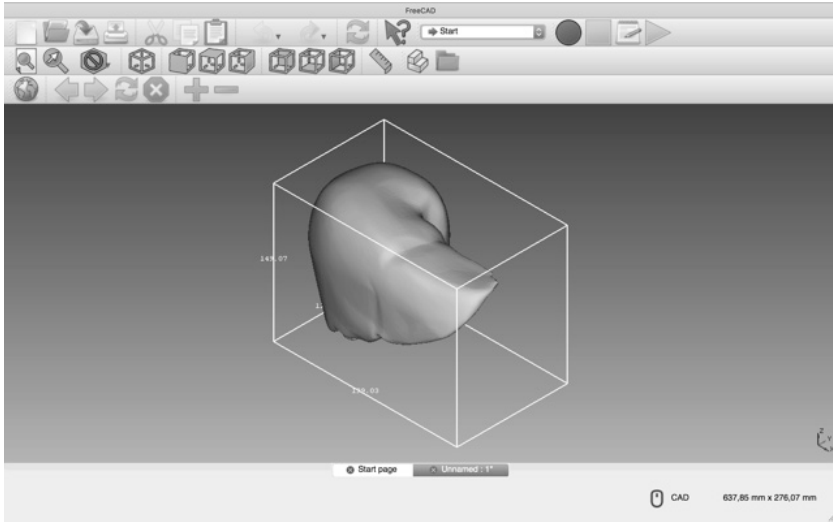 FreeCAD
Start
149,07
Start page
Unnamed : 1*
Z
Y
X
CAD
637,85 mm x 276,07 mm